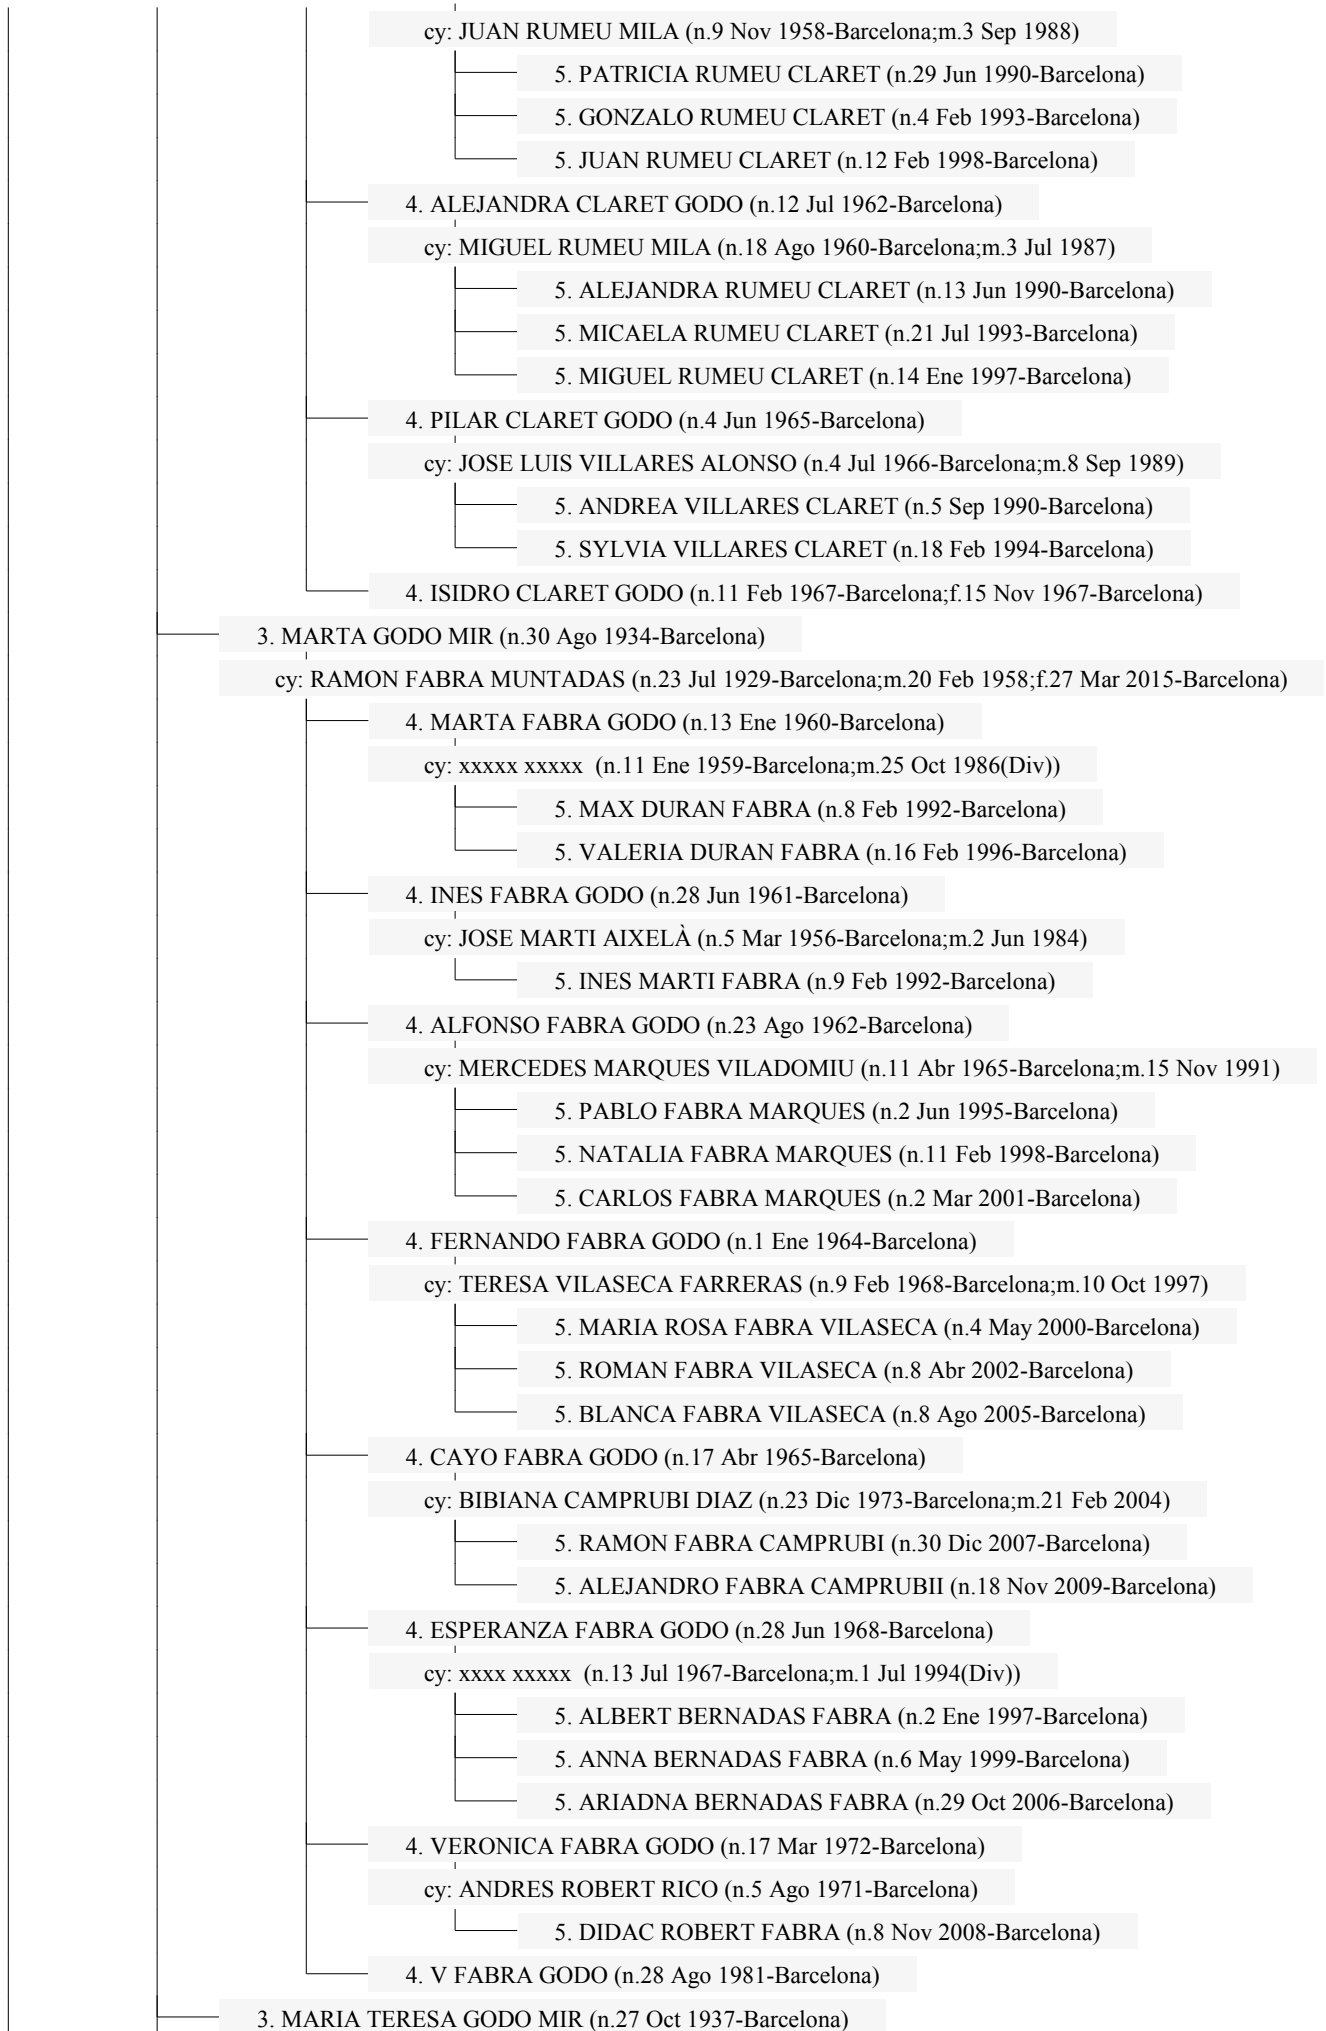 cy: JUAN RUMEU MILA (n.9 Nov 1958-Barcelona;m.3 Sep 1988)
5. PATRICIA RUMEU CLARET (n.29 Jun 1990-Barcelona)
5. GONZALO RUMEU CLARET (n.4 Feb 1993-Barcelona)
5. JUAN RUMEU CLARET (n.12 Feb 1998-Barcelona)
4. ALEJANDRA CLARET GODO (n.12 Jul 1962-Barcelona)
cy: MIGUEL RUMEU MILA (n.18 Ago 1960-Barcelona;m.3 Jul 1987)
5. ALEJANDRA RUMEU CLARET (n.13 Jun 1990-Barcelona)
5. MICAELA RUMEU CLARET (n.21 Jul 1993-Barcelona)
5. MIGUEL RUMEU CLARET (n.14 Ene 1997-Barcelona)
4. PILAR CLARET GODO (n.4 Jun 1965-Barcelona)
cy: JOSE LUIS VILLARES ALONSO (n.4 Jul 1966-Barcelona;m.8 Sep 1989)
5. ANDREA VILLARES CLARET (n.5 Sep 1990-Barcelona)
5. SYLVIA VILLARES CLARET (n.18 Feb 1994-Barcelona)
4. ISIDRO CLARET GODO (n.11 Feb 1967-Barcelona;f.15 Nov 1967-Barcelona)
3. MARTA GODO MIR (n.30 Ago 1934-Barcelona)
cy: RAMON FABRA MUNTADAS (n.23 Jul 1929-Barcelona;m.20 Feb 1958;f.27 Mar 2015-Barcelona)
4. MARTA FABRA GODO (n.13 Ene 1960-Barcelona)
cy: xxxxx xxxxx (n.11 Ene 1959-Barcelona;m.25 Oct 1986(Div))
5. MAX DURAN FABRA (n.8 Feb 1992-Barcelona)
5. VALERIA DURAN FABRA (n.16 Feb 1996-Barcelona)
4. INES FABRA GODO (n.28 Jun 1961-Barcelona)
cy: JOSE MARTI AIXELÀ (n.5 Mar 1956-Barcelona;m.2 Jun 1984)
5. INES MARTI FABRA (n.9 Feb 1992-Barcelona)
4. ALFONSO FABRA GODO (n.23 Ago 1962-Barcelona)
cy: MERCEDES MARQUES VILADOMIU (n.11 Abr 1965-Barcelona;m.15 Nov 1991)
5. PABLO FABRA MARQUES (n.2 Jun 1995-Barcelona)
5. NATALIA FABRA MARQUES (n.11 Feb 1998-Barcelona)
5. CARLOS FABRA MARQUES (n.2 Mar 2001-Barcelona)
4. FERNANDO FABRA GODO (n.1 Ene 1964-Barcelona)
cy: TERESA VILASECA FARRERAS (n.9 Feb 1968-Barcelona;m.10 Oct 1997)
5. MARIA ROSA FABRA VILASECA (n.4 May 2000-Barcelona)
5. ROMAN FABRA VILASECA (n.8 Abr 2002-Barcelona)
5. BLANCA FABRA VILASECA (n.8 Ago 2005-Barcelona)
4. CAYO FABRA GODO (n.17 Abr 1965-Barcelona)
cy: BIBIANA CAMPRUBI DIAZ (n.23 Dic 1973-Barcelona;m.21 Feb 2004)
5. RAMON FABRA CAMPRUBI (n.30 Dic 2007-Barcelona)
5. ALEJANDRO FABRA CAMPRUBII (n.18 Nov 2009-Barcelona)
4. ESPERANZA FABRA GODO (n.28 Jun 1968-Barcelona)
cy: xxxx xxxxx (n.13 Jul 1967-Barcelona;m.1 Jul 1994(Div))
5. ALBERT BERNADAS FABRA (n.2 Ene 1997-Barcelona)
5. ANNA BERNADAS FABRA (n.6 May 1999-Barcelona)
5. ARIADNA BERNADAS FABRA (n.29 Oct 2006-Barcelona)
4. VERONICA FABRA GODO (n.17 Mar 1972-Barcelona)
cy: ANDRES ROBERT RICO (n.5 Ago 1971-Barcelona)
5. DIDAC ROBERT FABRA (n.8 Nov 2008-Barcelona)
4. V FABRA GODO (n.28 Ago 1981-Barcelona)
3. MARIA TERESA GODO MIR (n.27 Oct 1937-Barcelona)